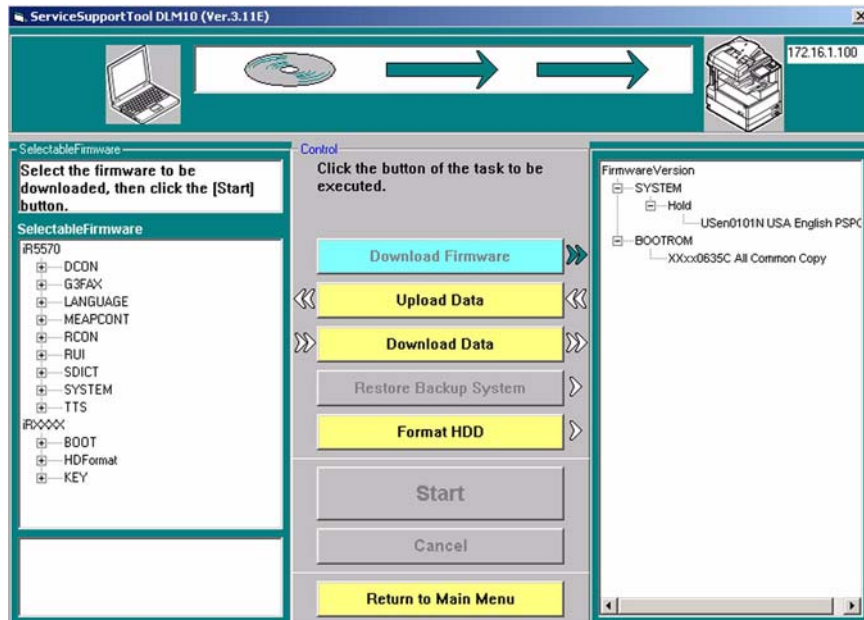 ServiceSupportTool DLM10 (Ver.3.11E)
172.16.1.100
SelectableFirmware
Select the firmware to be
downloaded, then click the [Start]
button.
SelectableFirmware
iR5570
DCON
G3FAX
LANGUAGE
MEAPCONT
RCON
RUI
SDICT
SYSTEM
TTS
iRXXXX
BOOT
HDFormat
KEY
Control
Click the button of the task to be
executed.
Download Firmware
Upload Data
Download Data
Restore Backup System
Format HDD
Start
Cancel
Return to Main Menu
FirmwareVersion
SYSTEM
Hold
USen0101N USA English PSPC
BOOTROM
XXxx0635C All Common Copy